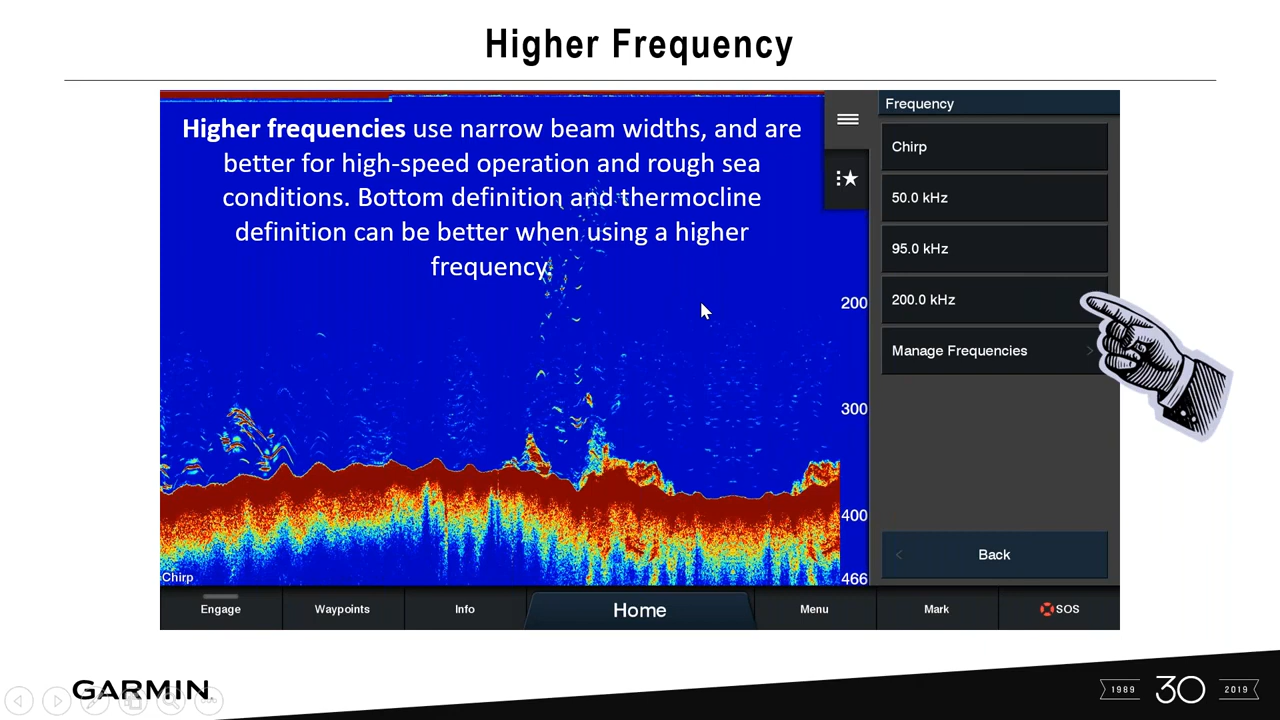 Higher Frequency
Higher frequencies use narrow beam widths, and are
better for high-speed operation and rough sea
conditions. Bottom definition and thermocline
definition can be better when using a higher
frequency.
Frequency
Chirp
50.0 kHz
95.0 kHz
200.0 kHz
Manage Frequencies
Back
200
300
400
466
Chirp
Engage
Waypoints
Info
Home
Menu
Mark
SOS
GARMIN.
1989
30
2019